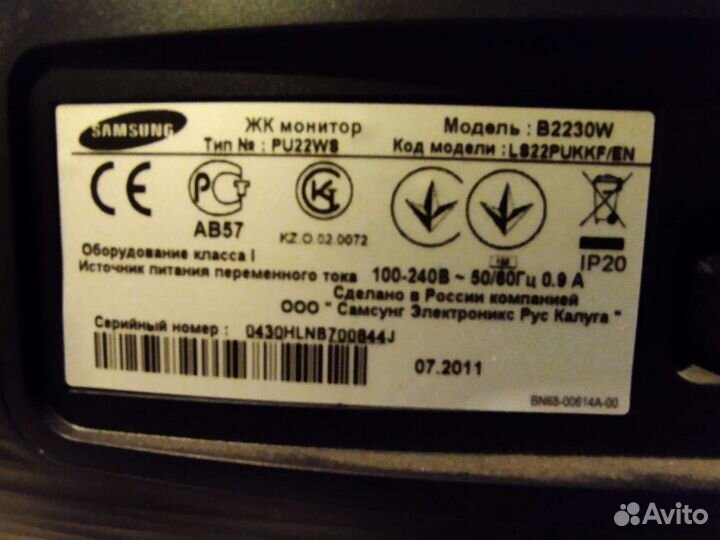 SAMSUNG
ЖК монитор
Тип № : PU22WS
Модель : B2230W
Код модели : LS22PUKKF/EN
AB57
KZ.O.02.0072
IP20
Оборудование класса I
Источник питания переменного тока 100-240В ~ 50/60Гц 0.9 А
Сделано в России компанией
ООО " Самсунг Электроникс Рус Калуга "
Серийный номер : 0430HLNB700844J
07.2011
BN68-00614A-00
Avito